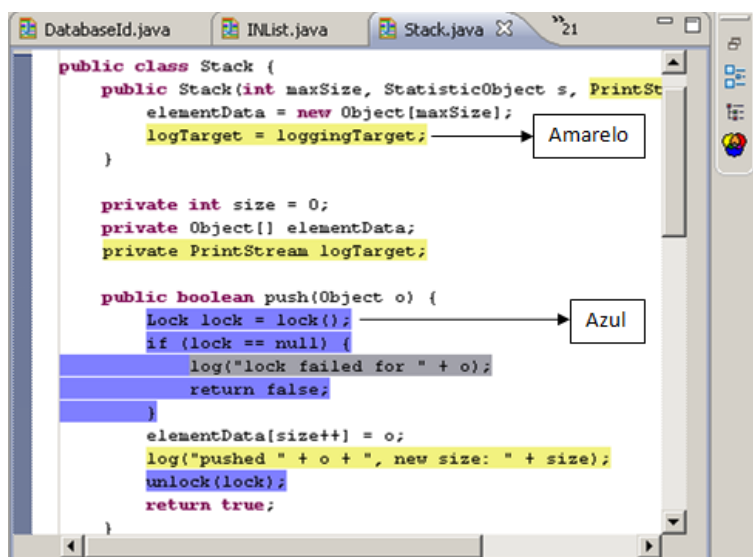 DatabaseId.java INList.java Stack.java »21
public class Stack {
public Stack(int maxSize, StatisticObject s, PrintSt
elementData = new Object[maxSize];
logTarget = loggingTarget; Amarelo
}
private int size = 0;
private Object[] elementData;
private PrintStream logTarget;
public boolean push(Object o) {
Lock lock = lock(); Azul
if (lock == null) {
log("lock failed for " + o);
return false;
}
elementData[size++] = o;
log("pushed " + o + ", new size: " + size);
unlock(lock);
return true;
}